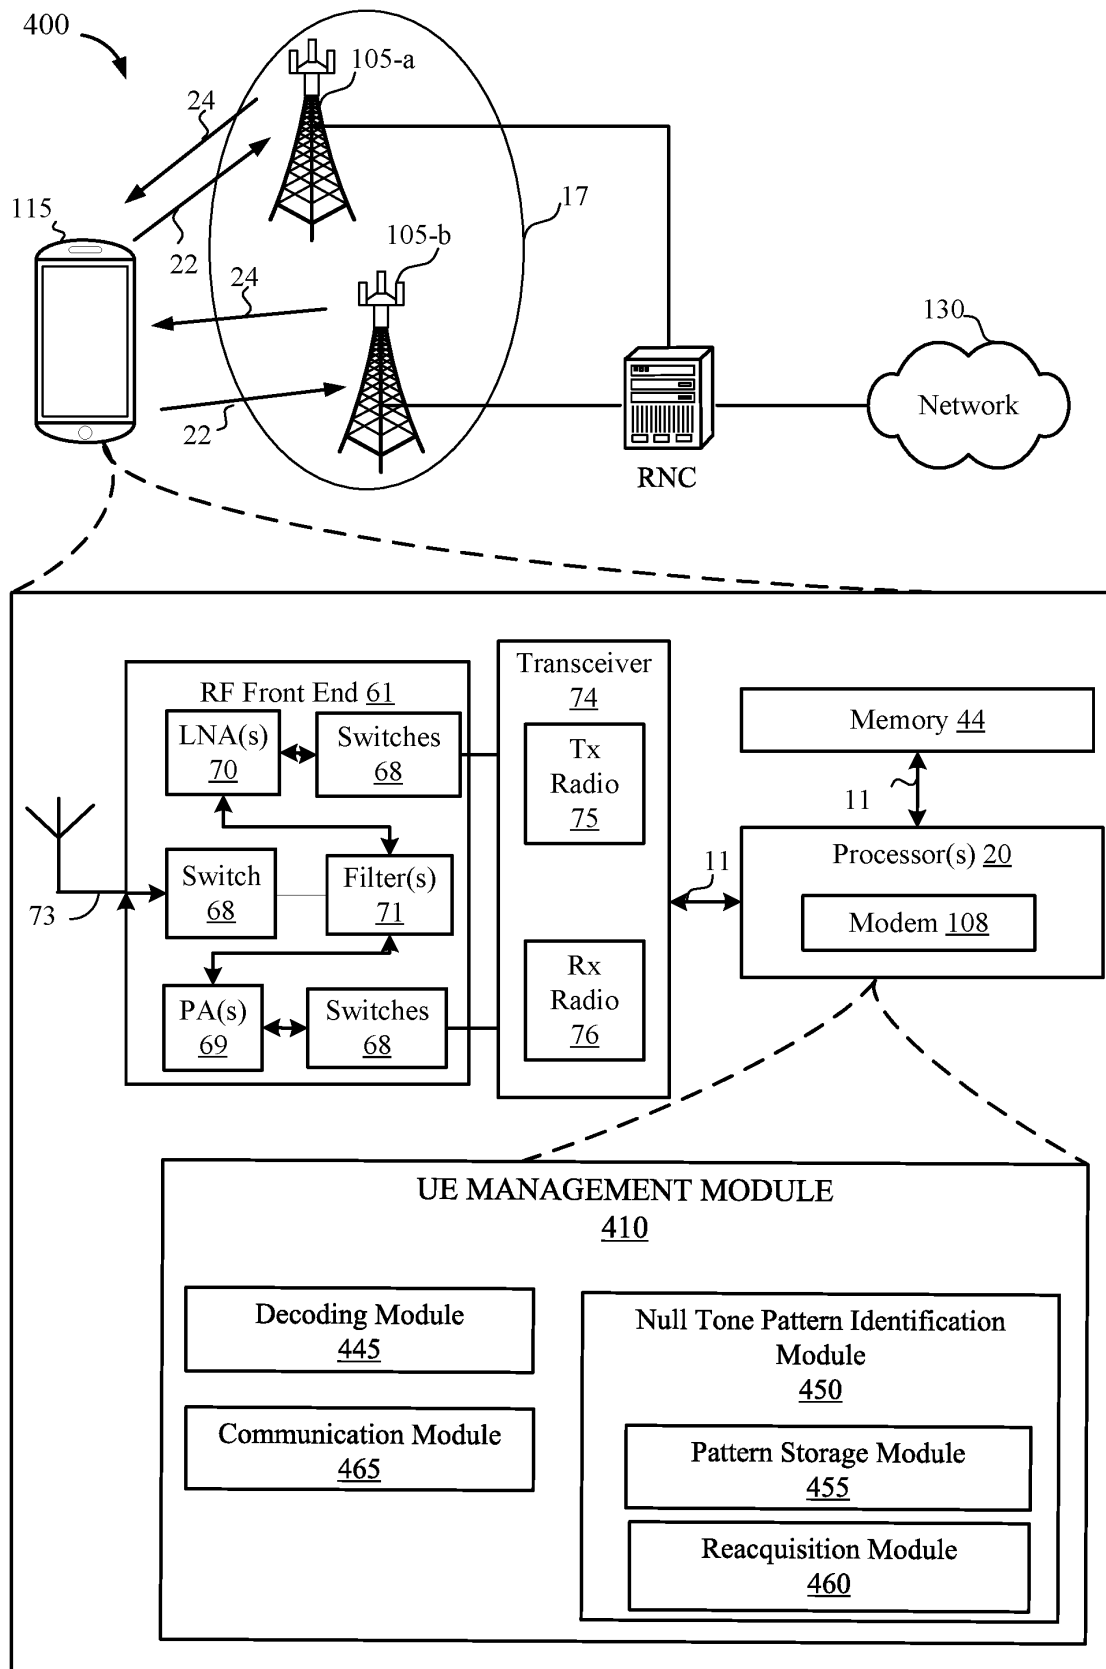 400
105-a
24
17
115
22
105-b
24
130
Network
22
RNC
Transceiver
74
RF Front End 61
LNA(s)
70
Switches
68
Tx
Radio
75
Memory 44
11
Processor(s) 20
Modem 108
11
Switch
68
Filter(s)
71
73
Rx
Radio
76
PA(s)
69
Switches
68
UE MANAGEMENT MODULE
410
Decoding Module
445
Null Tone Pattern Identification
Module
450
Communication Module
465
Pattern Storage Module
455
Reacquisition Module
460